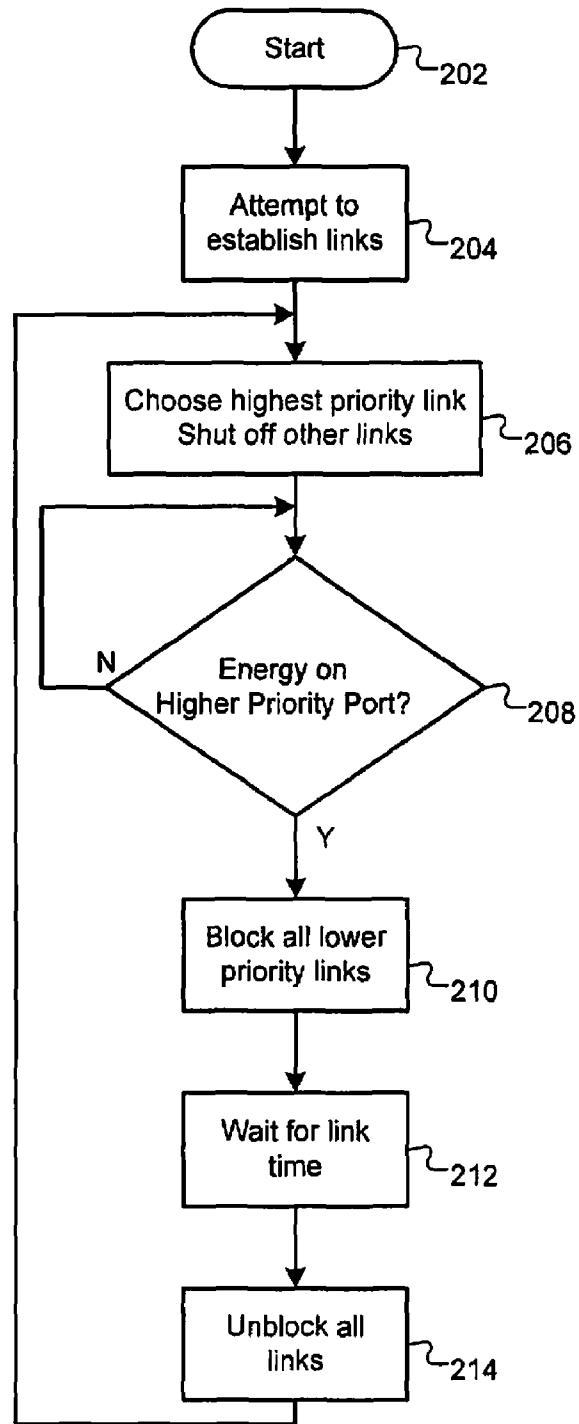 Start
202
Attempt to
establish links
204
Choose highest priority link
Shut off other links
206
N
Energy on
Higher Priority Port?
208
Y
Block all lower
priority links
210
Wait for link
time
212
Unblock all
links
214